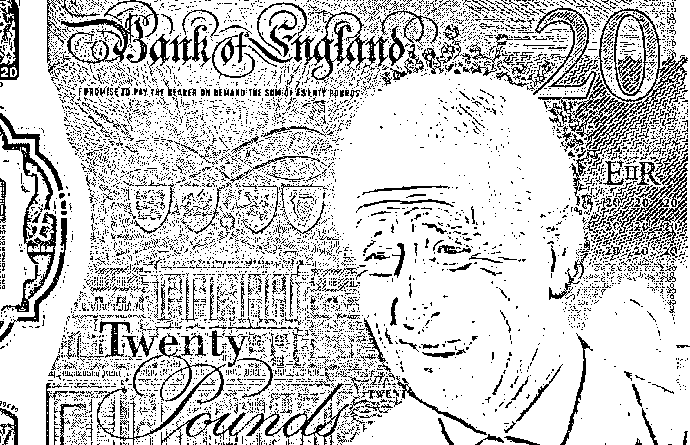 Bank of England
20
20
I PROMISE TO PAY THE BEARER ON DEMAND THE SUM OF TWENTY POUNDS
EIIR
Twenty
Pounds